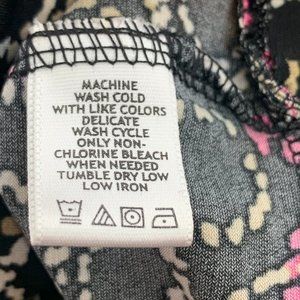 MACHINE
WASH COLD
WITH LIKE COLORS
DELICATE
WASH CYCLE
ONLY NON-
CHLORINE BLEACH
WHEN NEEDED
TUMBLE DRY LOW
LOW IRON